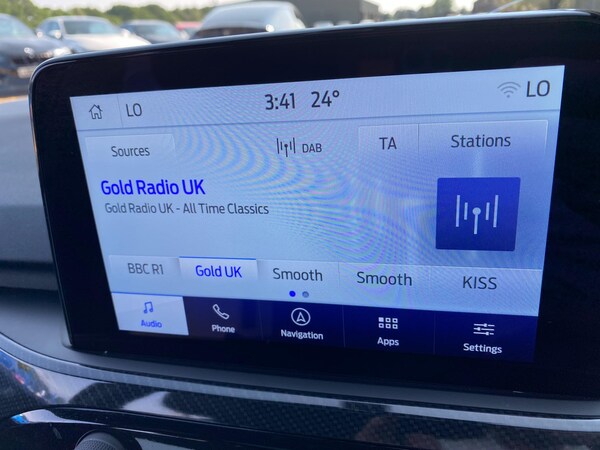 LO 3:41 24° LO
Sources DAB TA Stations
Gold Radio UK
Gold Radio UK - All Time Classics
BBC R1 Gold UK Smooth Smooth KISS
Audio Phone Navigation Apps Settings